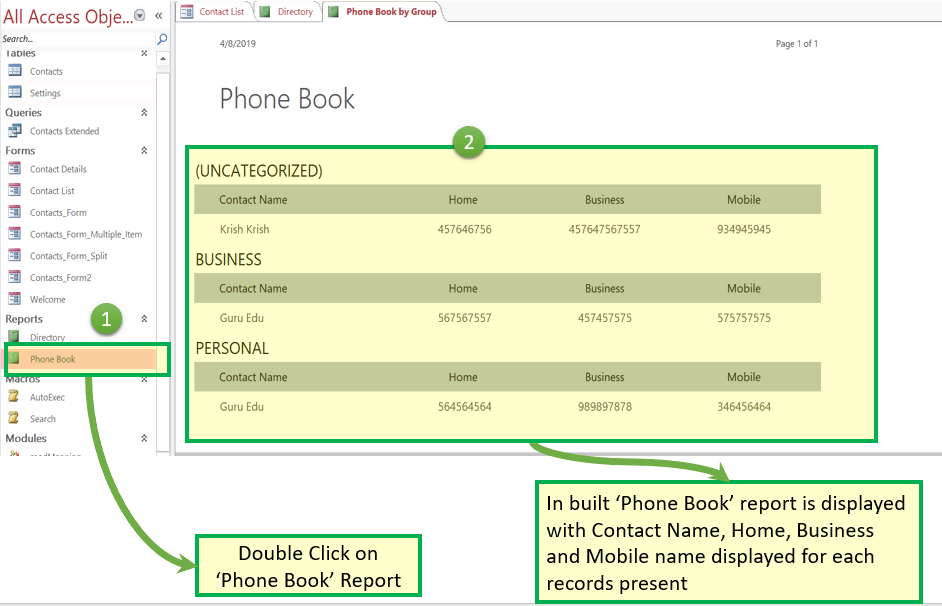 All Access Obje...
«
Search...
Tables
Contacts
Settings
Queries
Contacts Extended
Forms
Contact Details
Contact List
Contacts_Form
Contacts_Form_Multiple_Item
Contacts_Form_Split
Contacts_Form2
Welcome
Reports
Directory
Phone Book
Macros
AutoExec
Search
Modules
1
Contact List Directory Phone Book by Group
4/8/2019 Page 1 of 1
Phone Book
2
(UNCATEGORIZED)
Contact Name Home Business Mobile
Krish Krish 457646756 457647567557 934945945
BUSINESS
Contact Name Home Business Mobile
Guru Edu 567567557 457457575 575757575
PERSONAL
Contact Name Home Business Mobile
Guru Edu 564564564 989897878 346456464
Double Click on
‘Phone Book’ Report
In built ‘Phone Book’ report is displayed
with Contact Name, Home, Business
and Mobile name displayed for each
records present